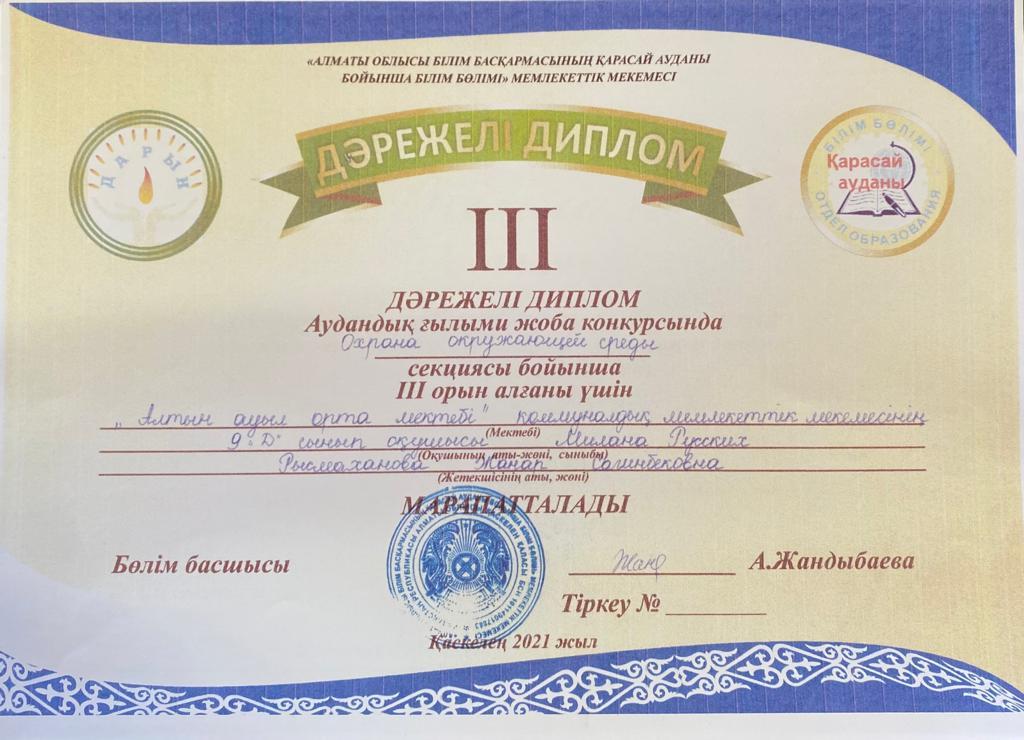 «АЛМАТЫ ОБЛЫСЫ БІЛІМ БАСҚАРМАСЫНЫҢ ҚАРАСАЙ АУДАНЫ
БОЙЫНША БІЛІМ БӨЛІМІ» МЕМЛЕКЕТТІК МЕКЕМЕСІ
ДАРЫН
ДӘРЕЖЕЛІ ДИПЛОМ
БІЛІМ БӨЛІМІ
Қарасай
ауданы
ОТДЕЛ ОБРАЗОВАНИЯ
III
ДӘРЕЖЕЛІ ДИПЛОМ
Аудандық ғылыми жоба конкурсында
Охрана окружающей среды
секциясы бойынша
III орын алғаны үшін
"Алтын ауыл орта мектебі" коммуналдық мемлекеттік мекемесінің
(Мектебі)
9 "D" сынып оқушысы Милана Русских
(Оқушының аты-жөні, сыныбы)
Рысмаханова Жанар Сагинбековна
(Жетекшісінің аты, жөні)
МАРАПАТТАЛАДЫ
Бөлім басшысы
А.Жандыбаева
Тіркеу №
Қаскелең 2021 жыл